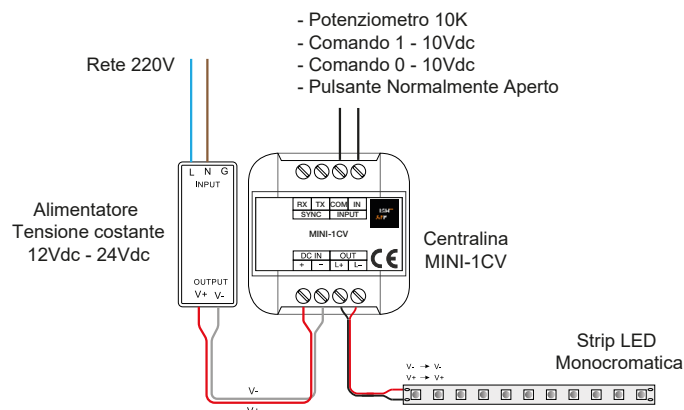 - Potenziometro 10K
- Comando 1 - 10Vdc
- Comando 0 - 10Vdc
- Pulsante Normalmente Aperto
Rete 220V
L N G
INPUT
Alimentatore
Tensione costante
12Vdc - 24Vdc
OUTPUT
V+ V-
RX TX COM IN
SYNC INPUT
MINI-1CV
DC IN OUT
+ - L+ L-
CE
Centralina
MINI-1CV
Strip LED
Monocromatica
V- → V-
V+ → V+
V-
V+